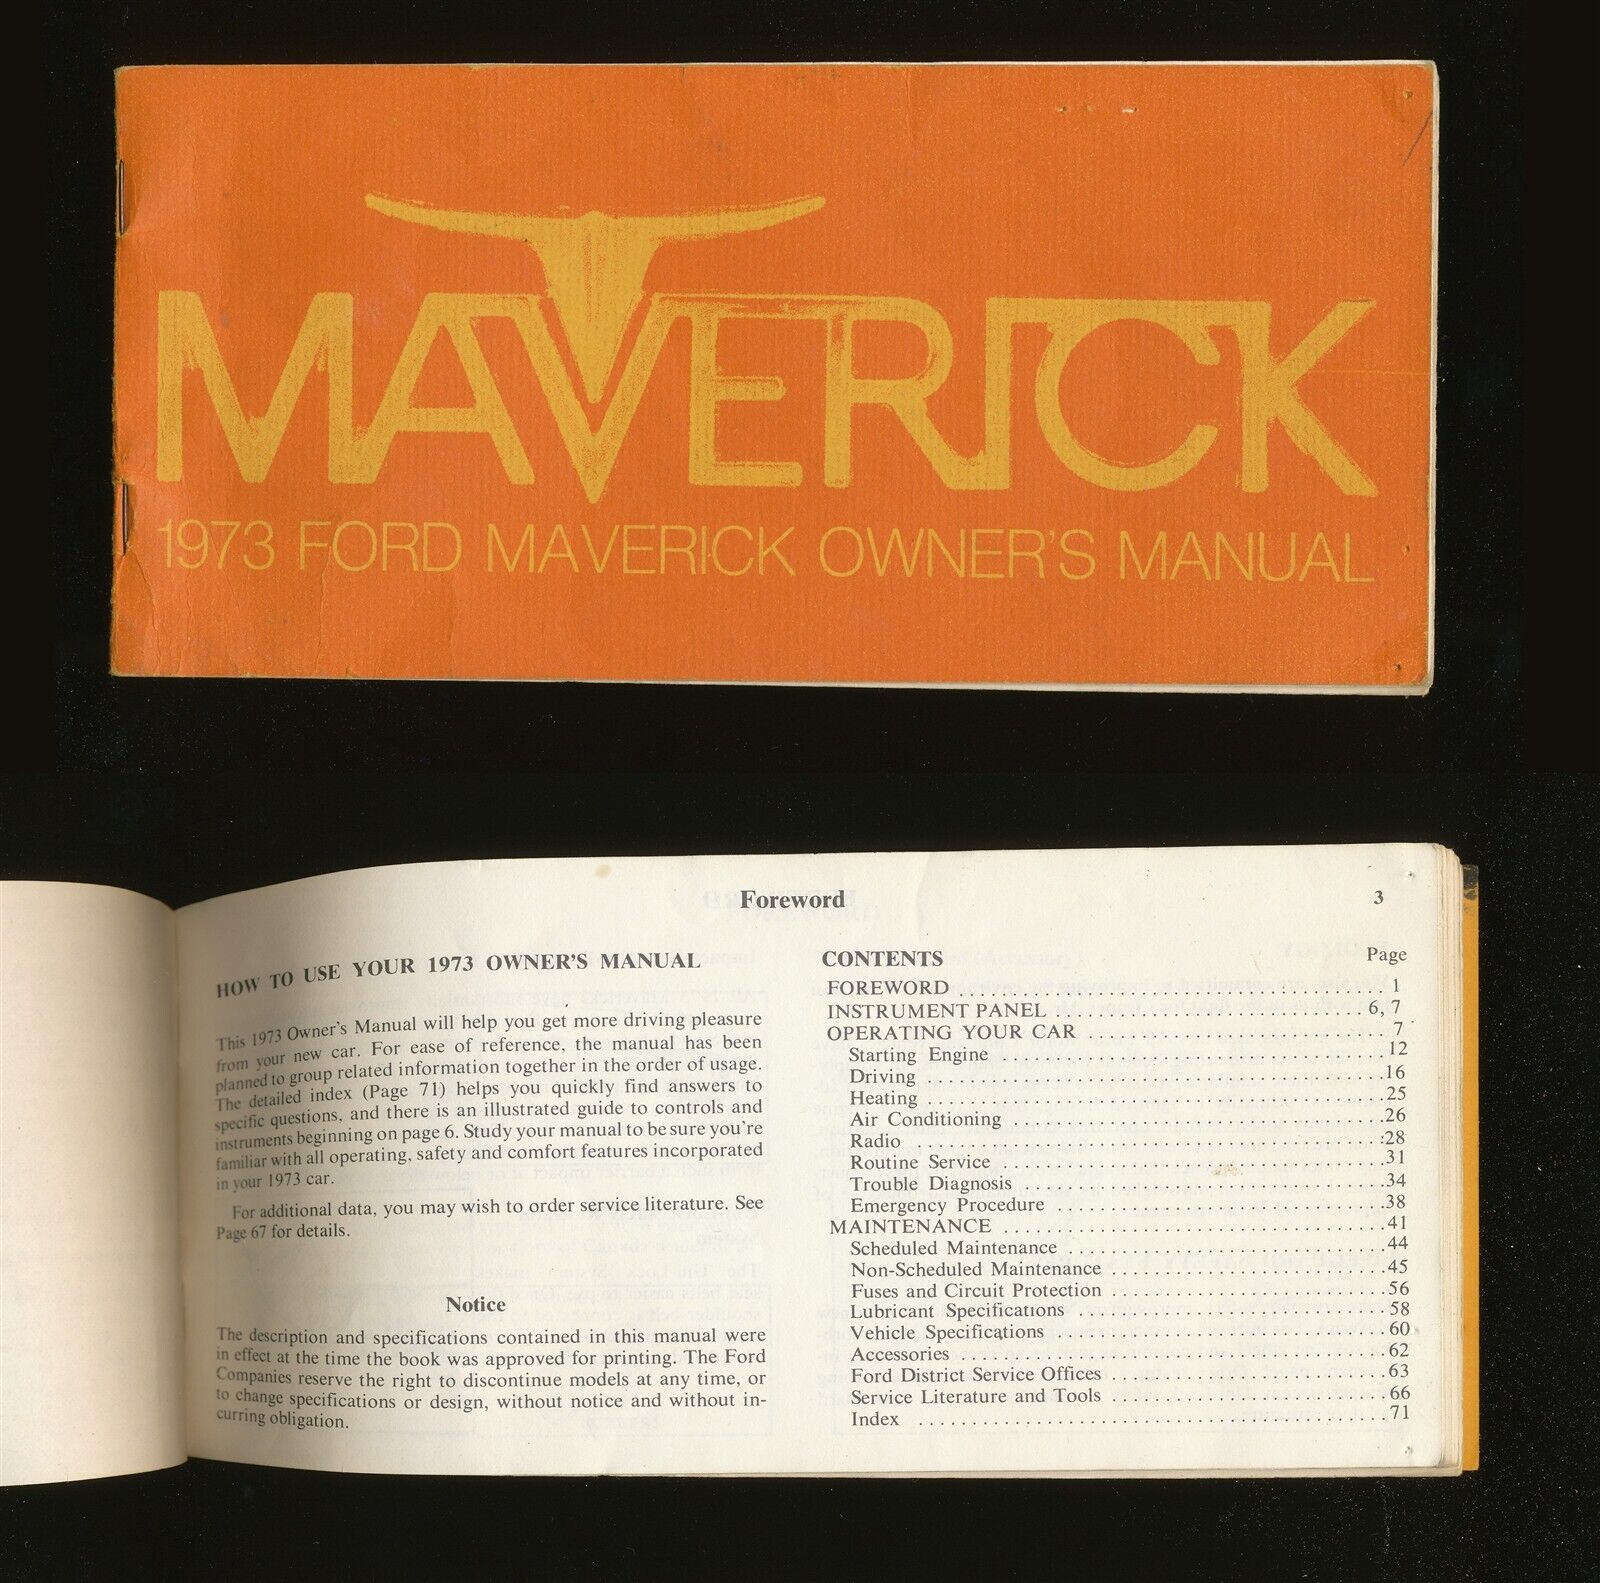 MAVERICK
1973 FORD MAVERICK OWNER'S MANUAL
Foreword
3
HOW TO USE YOUR 1973 OWNER'S MANUAL
This 1973 Owner's Manual will help you get more driving pleasure
from your new car. For ease of reference, the manual has been
planned to group related information together in the order of usage.
The detailed index (Page 71) helps you quickly find answers to
specific questions, and there is an illustrated guide to controls and
instruments beginning on page 6. Study your manual to be sure you're
familiar with all operating, safety and comfort features incorporated
in your 1973 car.
For additional data, you may wish to order service literature. See
Page 67 for details.
Notice
The description and specifications contained in this manual were
in effect at the time the book was approved for printing. The Ford
Companies reserve the right to discontinue models at any time, or
to change specifications or design, without notice and without in-
curring obligation.
CONTENTS Page
FOREWORD . . . . . . . . . . 1
INSTRUMENT PANEL . . . . . . . . . . 6, 7
OPERATING YOUR CAR . . . . . . . . . . 7
Starting Engine . . . . . . . . . . 12
Driving . . . . . . . . . . 16
Heating . . . . . . . . . . 25
Air Conditioning . . . . . . . . . . 26
Radio . . . . . . . . . . 28
Routine Service . . . . . . . . . . 31
Trouble Diagnosis . . . . . . . . . . 34
Emergency Procedure . . . . . . . . . . 38
MAINTENANCE . . . . . . . . . . 41
Scheduled Maintenance . . . . . . . . . . 44
Non-Scheduled Maintenance . . . . . . . . . . 45
Fuses and Circuit Protection . . . . . . . . . . 56
Lubricant Specifications . . . . . . . . . . 58
Vehicle Specifications . . . . . . . . . . 60
Accessories . . . . . . . . . . 62
Ford District Service Offices . . . . . . . . . . 63
Service Literature and Tools . . . . . . . . . . 66
Index . . . . . . . . . . 71